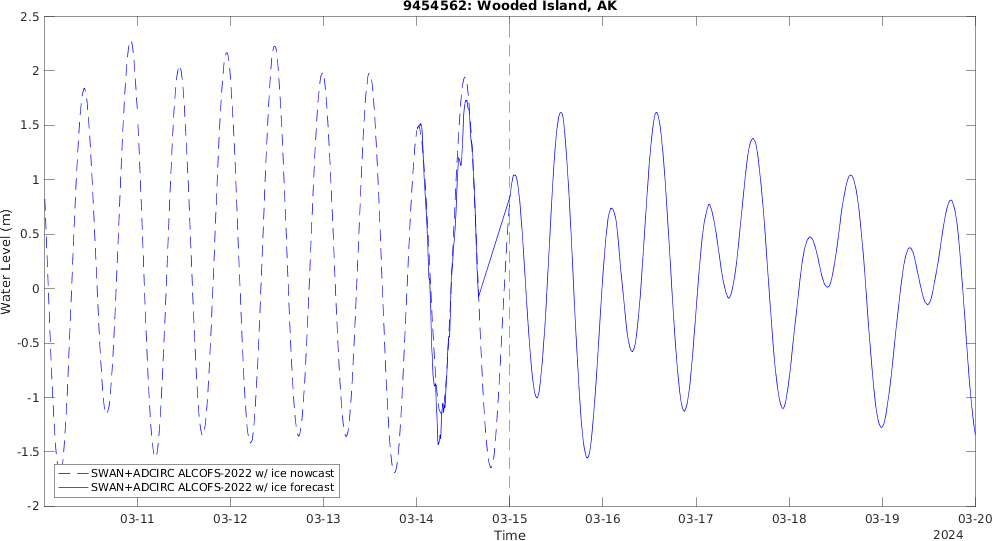 9454562: Wooded Island, AK
2.5
2
1.5
1
0.5
0
-0.5
-1
-1.5
-2
Water Level (m)
SWAN+ADCIRC ALCOFS-2022 w/ ice nowcast
SWAN+ADCIRC ALCOFS-2022 w/ ice forecast
03-11 03-12 03-13 03-14 03-15 03-16 03-17 03-18 03-19 03-20
Time
2024